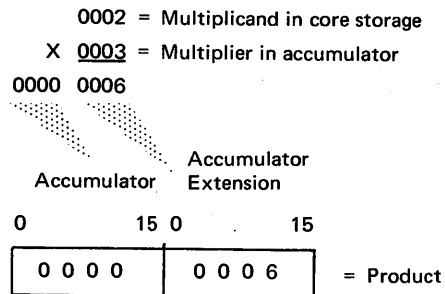 0002 = Multiplicand in core storage
X 0003 = Multiplier in accumulator
0000 0006
Accumulator
Accumulator Extension
0 15 0 15
0 0 0 0 0 0 0 6 = Product